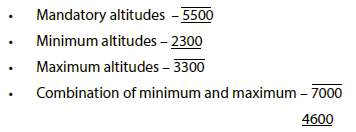 • Mandatory altitudes – 5500
• Minimum altitudes – 2300
• Maximum altitudes – 3300
• Combination of minimum and maximum – 7000
4600